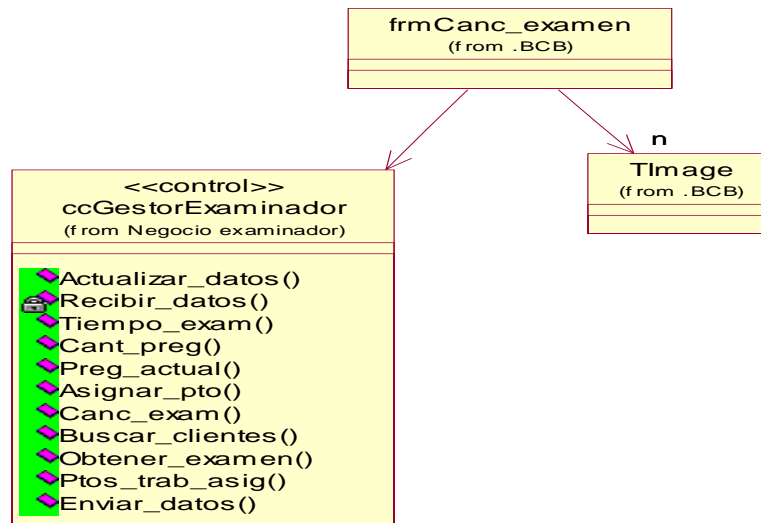 frmCanc_examen
(from .BCB)
n
TImage
(from .BCB)
<<control>>
ccGestorExaminador
(from Negocio examinador)
Actualizar_datos()
Recibir_datos()
Tiempo_exam()
Cant_preg()
Preg_actual()
Asignar_pto()
Canc_exam()
Buscar_clientes()
Obtener_examen()
Ptos_trab_asig()
Enviar_datos()